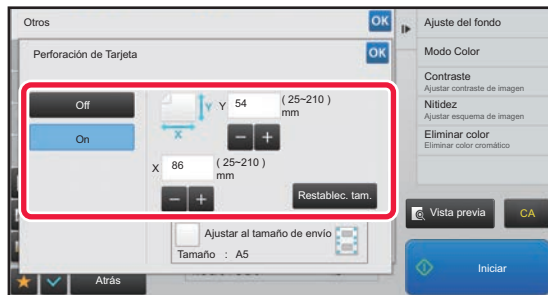 Otros
OK
Perforación de Tarjeta
OK
Off
On
Y
Y
54
( 25~210 )
mm
X
X
86
( 25~210 )
mm
Restablec. tam.
Ajustar al tamaño de envío
Tamaño : A5
Atrás
Ajuste del fondo
Modo Color
Contraste
Ajustar contraste de imagen
Nitidez
Ajustar esquema de imagen
Eliminar color
Eliminar color cromático
Vista previa
CA
Iniciar